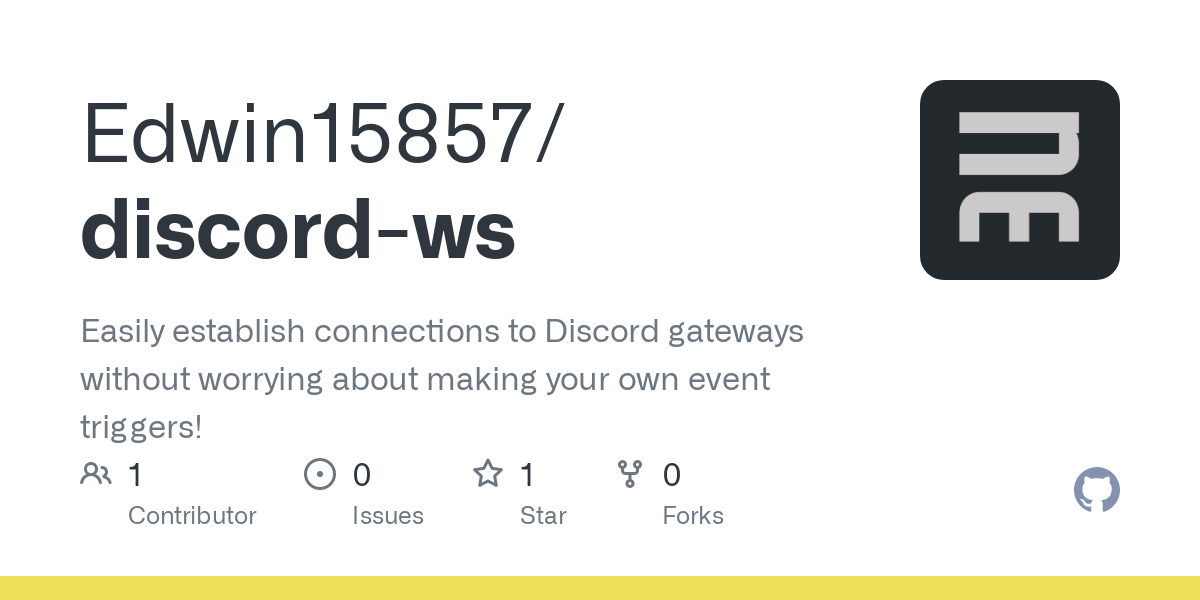 Edwin15857/
discord-ws
Easily establish connections to Discord gateways
without worrying about making your own event
triggers!
1 0 1 0
Contributor Issues Star Forks